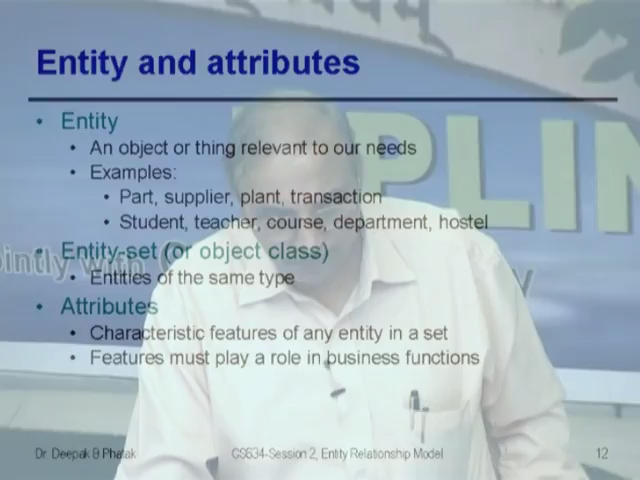 Entity and attributes
• Entity
• An object or thing relevant to our needs
• Examples:
• Part, supplier, plant, transaction
• Student, teacher, course, department, hostel
• Entity-set (or object class)
• Entities of the same type
• Attributes
• Characteristic features of any entity in a set
• Features must play a role in business functions
Dr. Deepak B Phatak
CS634-Session 2, Entity Relationship Model
12
PLIN
intly with